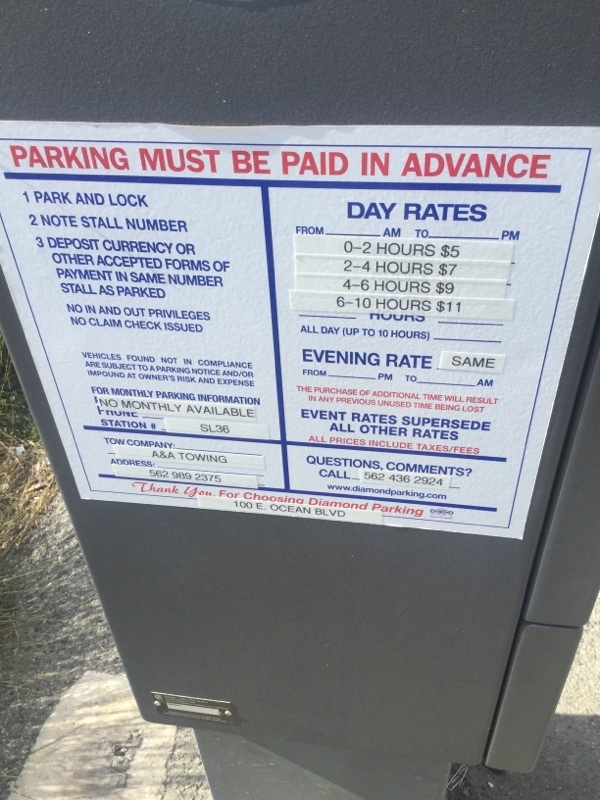 PARKING MUST BE PAID IN ADVANCE
1 PARK AND LOCK
2 NOTE STALL NUMBER
3 DEPOSIT CURRENCY OR
OTHER ACCEPTED FORMS OF
PAYMENT IN SAME NUMBER
STALL AS PARKED
NO IN AND OUT PRIVILEGES
NO CLAIM CHECK ISSUED
VEHICLES FOUND NOT IN COMPLIANCE
ARE SUBJECT TO A PARKING NOTICE AND/OR
IMPOUND AT OWNER'S RISK AND EXPENSE
FOR MONTHLY PARKING INFORMATION
NO MONTHLY AVAILABLE
PHONE
STATION # SL36
TOW COMPANY:
A&A TOWING
ADDRESS:
562 989 2375
DAY RATES
FROM AM TO PM
0-2 HOURS $5
2-4 HOURS $7
4-6 HOURS $9
6-10 HOURS $11
HOURS
ALL DAY (UP TO 10 HOURS)
EVENING RATE SAME
FROM PM TO AM
THE PURCHASE OF ADDITIONAL TIME WILL RESULT
IN ANY PREVIOUS UNUSED TIME BEING LOST
EVENT RATES SUPERSEDE
ALL OTHER RATES
ALL PRICES INCLUDE TAXES/FEES
QUESTIONS, COMMENTS?
CALL 562 436 2924
www.diamondparking.com
Thank You. For Choosing Diamond Parking
100 E. OCEAN BLVD